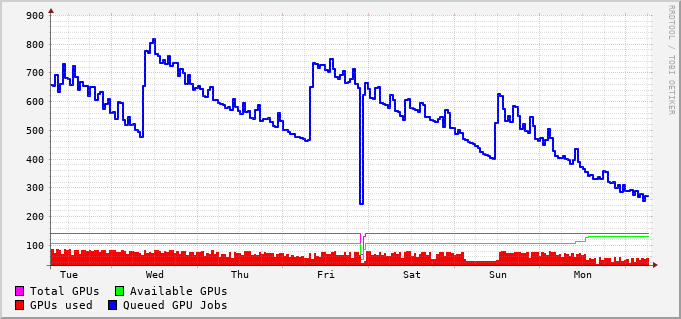 900
800
700
600
500
400
300
200
100
Tue Wed Thu Fri Sat Sun Mon
Total GPUs Available GPUs
GPUs used Queued GPU Jobs
RRDTOOL / TOBI OETIKER